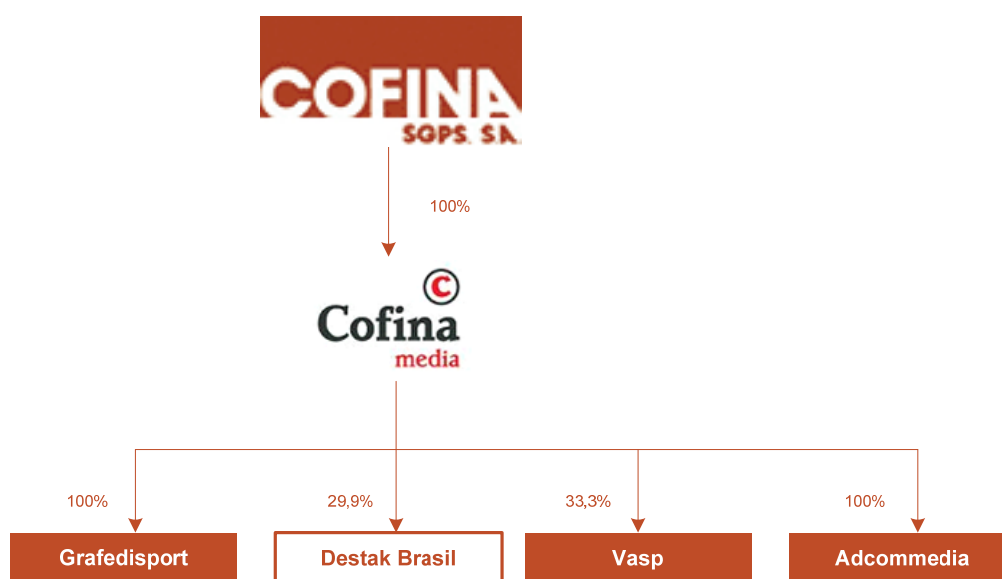 COFINA
SGPS, S.A.
100%
C
Cofina
media
100%
29,9%
33,3%
100%
Grafedisport
Destak Brasil
Vasp
Adcommedia